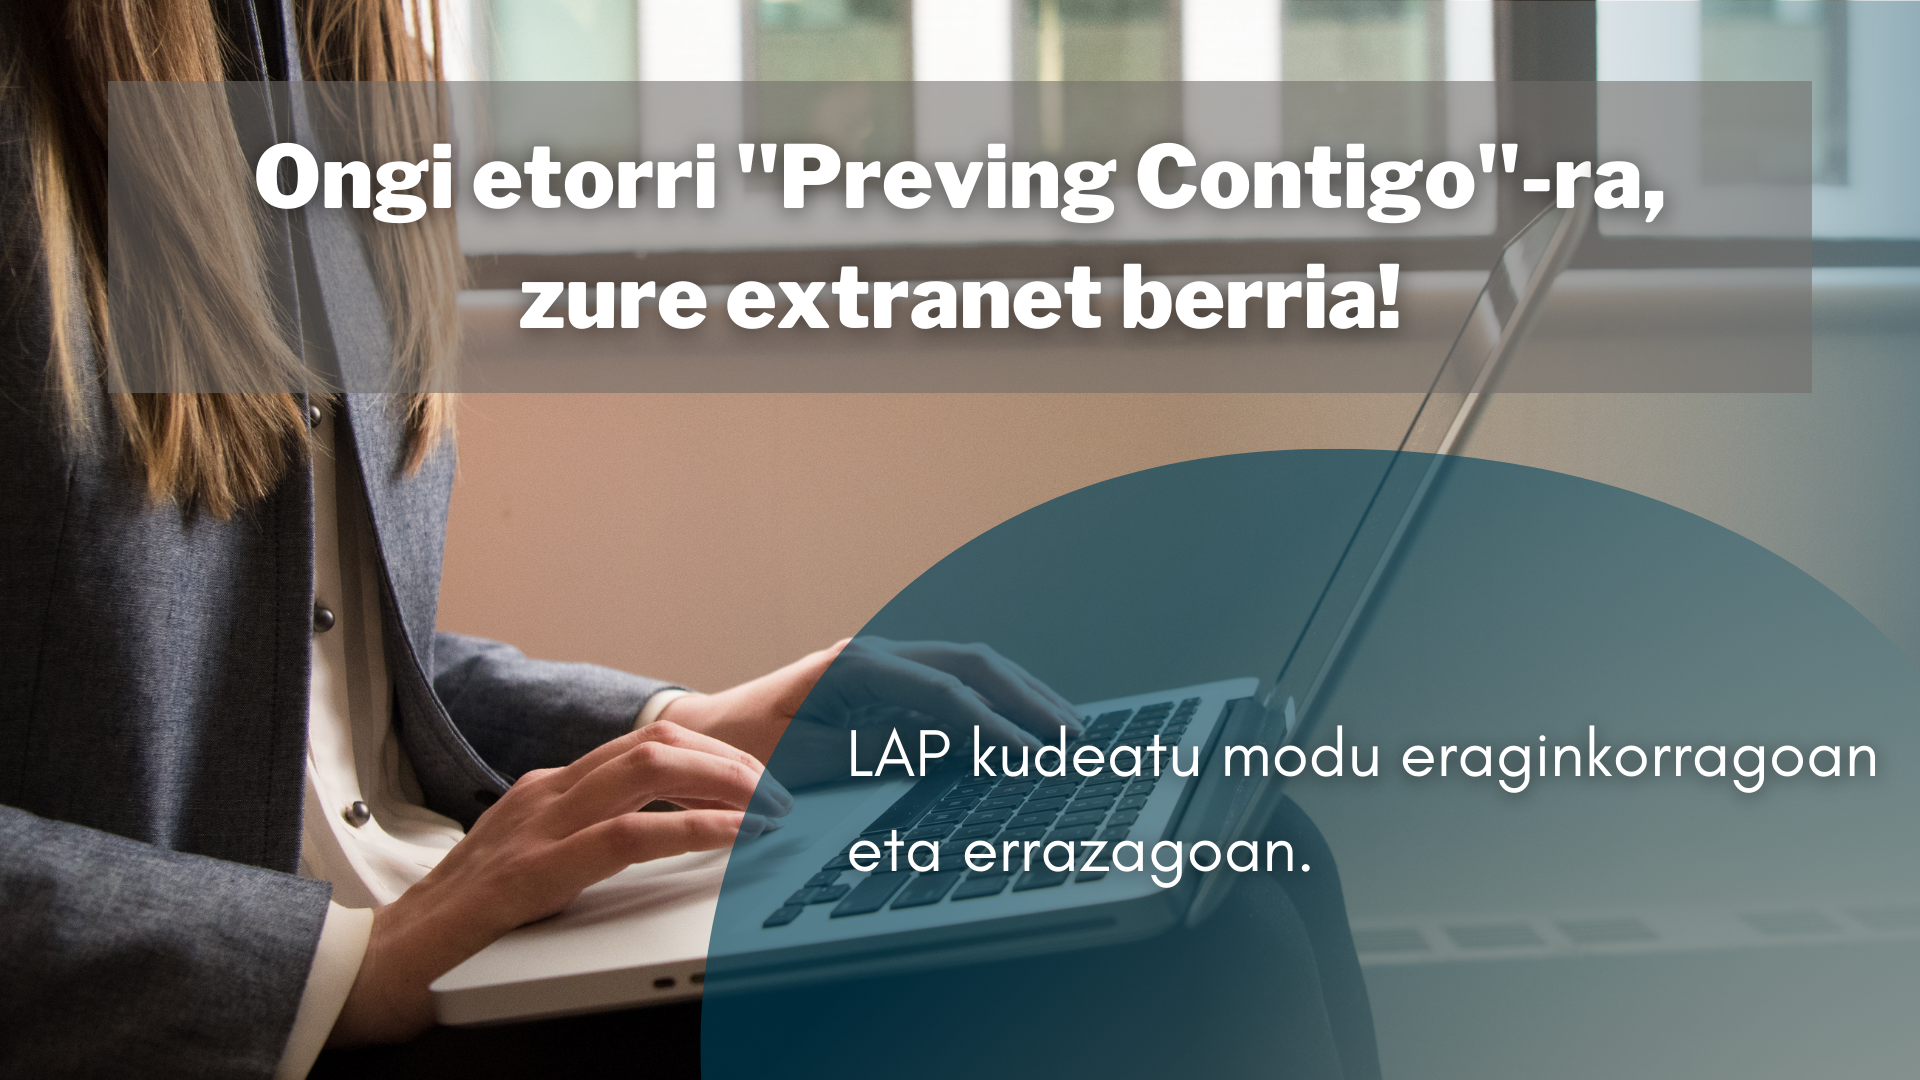 Ongi etorri "Preving Contigo"-ra,
zure extranet berria!
LAP kudeatu modu eraginkorragoan
eta errazagoan.